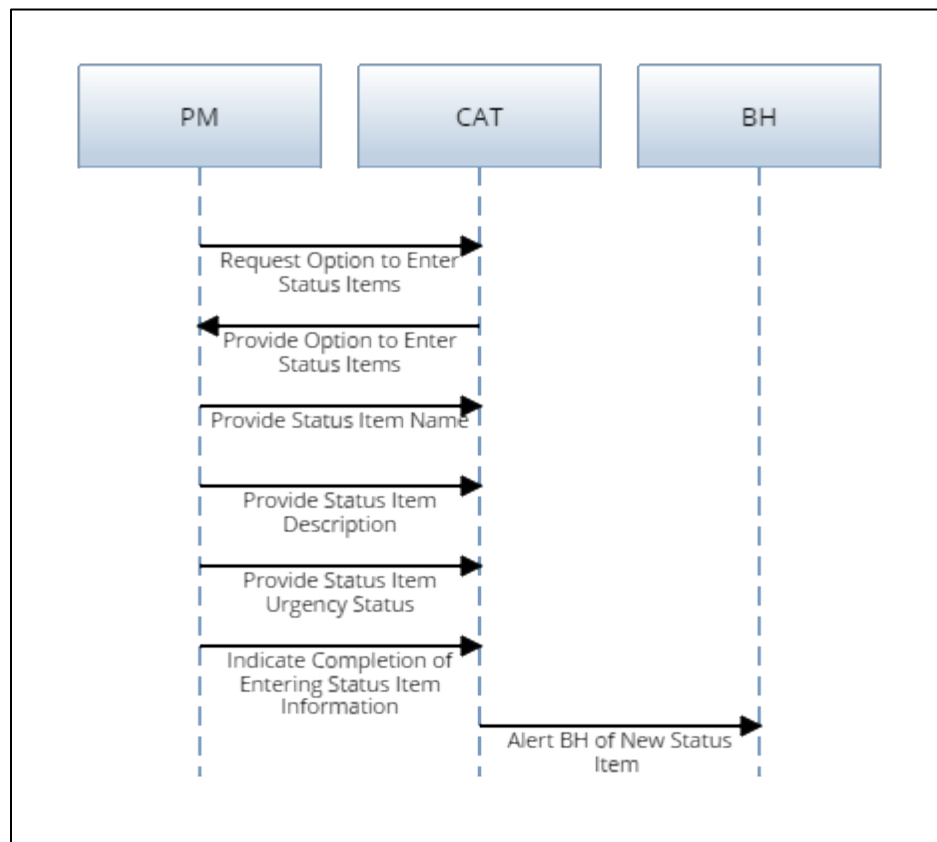 PM
CAT
BH
Request Option to Enter
Status Items
Provide Option to Enter
Status Items
Provide Status Item Name
Provide Status Item
Description
Provide Status Item
Urgency Status
Indicate Completion of
Entering Status Item
Information
Alert BH of New Status
Item